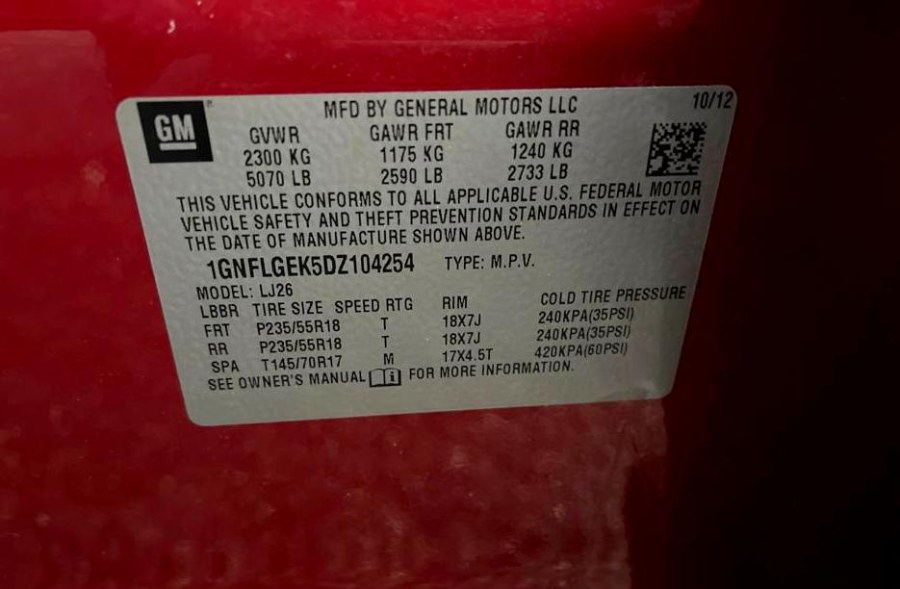 GM
MFD BY GENERAL MOTORS LLC 10/12
GVWR GAWR FRT GAWR RR
2300 KG 1175 KG 1240 KG
5070 LB 2590 LB 2733 LB
THIS VEHICLE CONFORMS TO ALL APPLICABLE U.S. FEDERAL MOTOR
VEHICLE SAFETY AND THEFT PREVENTION STANDARDS IN EFFECT ON
THE DATE OF MANUFACTURE SHOWN ABOVE.
1GNFLGEK5DZ104254 TYPE: M.P.V.
MODEL: LJ26
LBBR TIRE SIZE SPEED RTG RIM COLD TIRE PRESSURE
FRT P235/55R18 T 18X7J 240KPA(35PSI)
RR P235/55R18 T 18X7J 240KPA(35PSI)
SPA T145/70R17 M 17X4.5T 420KPA(60PSI)
SEE OWNER'S MANUAL FOR MORE INFORMATION.